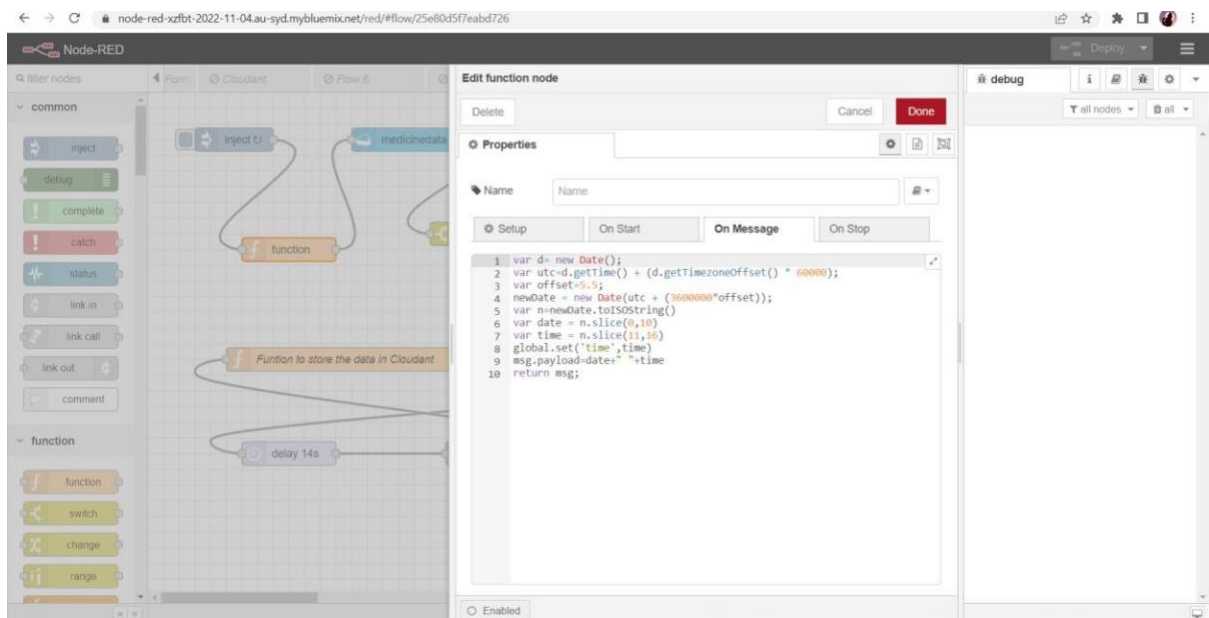 node-red-xzfbt-2022-11-04.au-syd.mybluemix.net/red/#flow/25e80d5f7eabd726
Node-RED
Deploy
filter nodes
Form
Cloudant
Flow 6
Edit function node
debug
i
common
Delete
Cancel
Done
all nodes
all
inject
Inject ↻
medicinedata
Properties
debug
complete
Name
Name
catch
function
Setup
On Start
On Message
On Stop
status
1 var d= new Date();
2 var utc=d.getTime() + (d.getTimezoneOffset() * 60000);
3 var offset=5.5;
4 newDate = new Date(utc + (3600000*offset));
5 var n=newDate.toISOString()
6 var date = n.slice(0,10)
7 var time = n.slice(11,16)
8 global.set('time',time)
9 msg.payload=date+" "+time
10 return msg;
link in
link call
link out
comment
Funtion to store the data in Cloudant
function
delay 14s
function
switch
change
range
Enabled